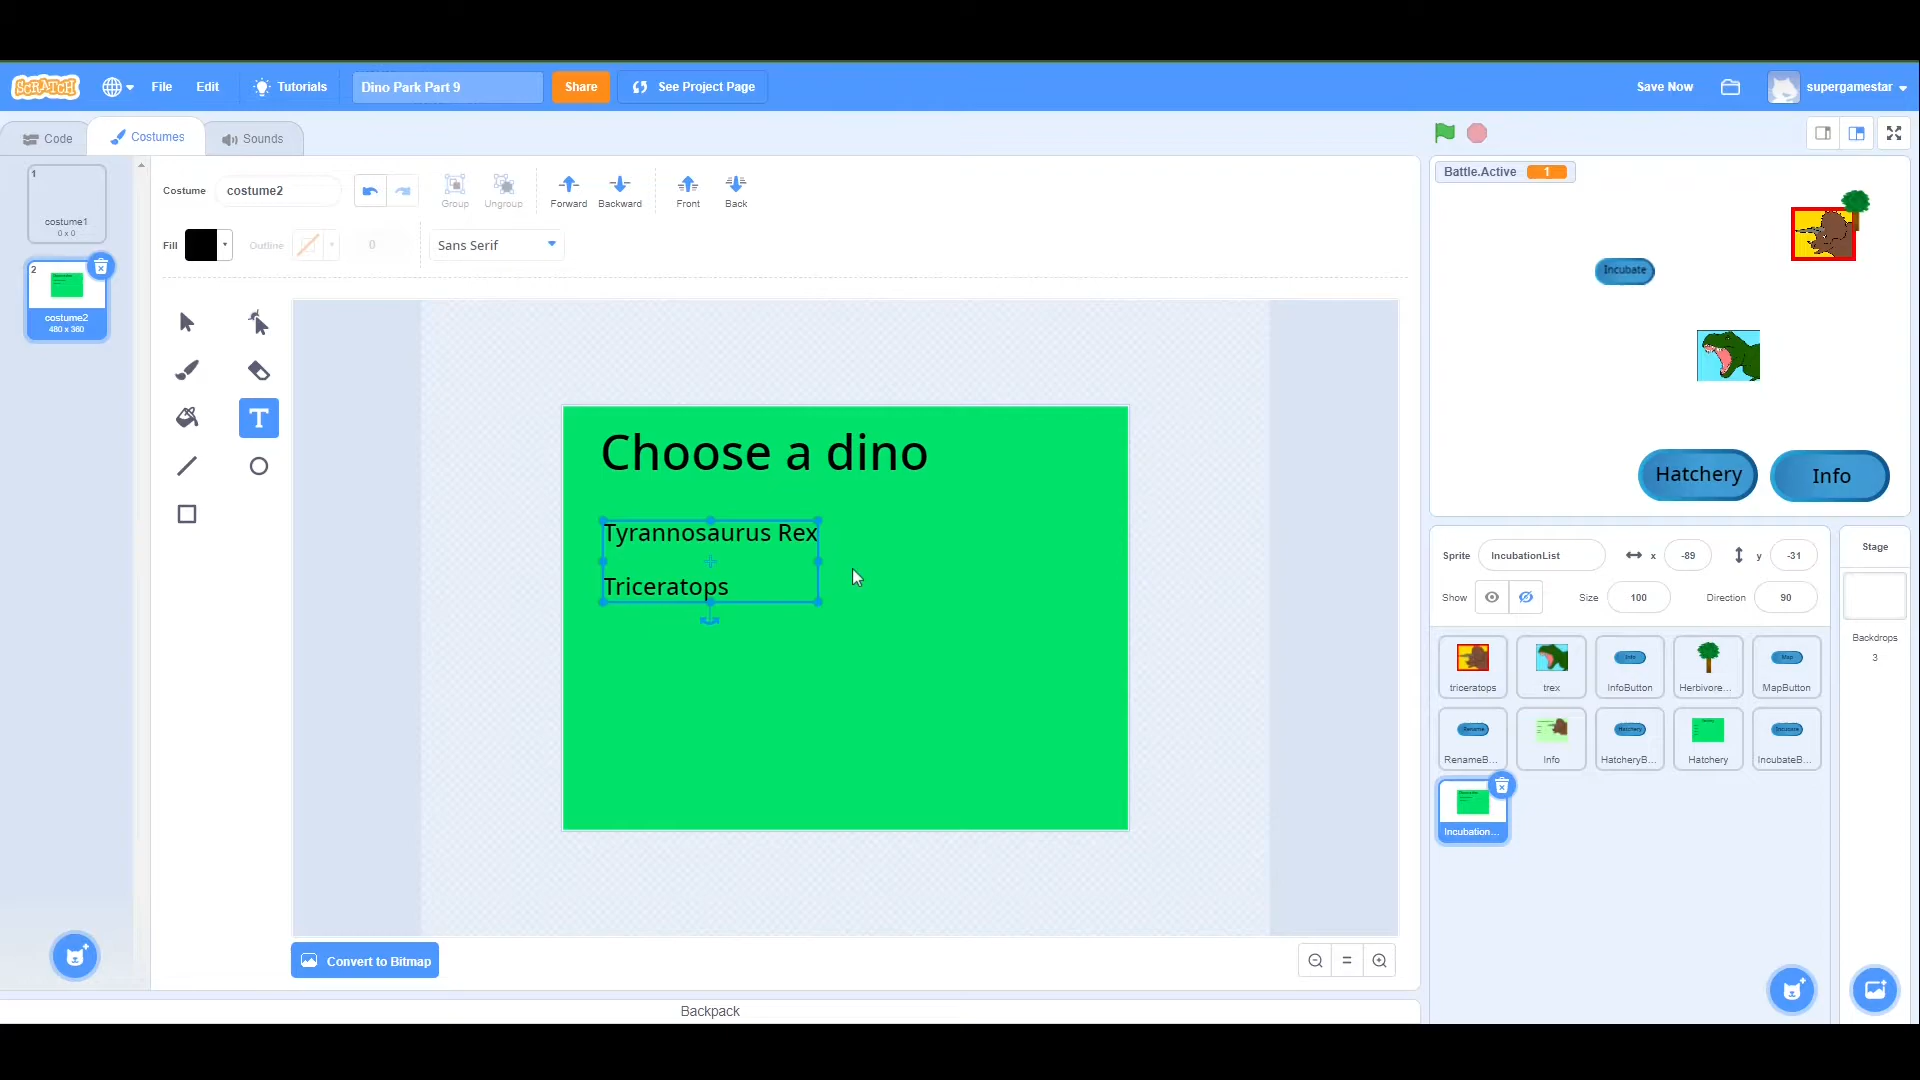 SCRATCH File Edit Tutorials Dino Park Part 9 Share See Project Page Save Now supergamestar
Code Costumes Sounds
1
costume1
0 x 0
2
costume2
480 x 360
Costume costume2 Group Ungroup Forward Backward Front Back
Fill Outline 0 Sans Serif
T
Choose a dino
Tyrannosaurus Rex
Triceratops
Convert to Bitmap
Backpack
Battle.Active 1
Incubate
Hatchery Info
Sprite IncubationList x -89 y -31
Show Size 100 Direction 90
Stage
Backdrops
3
triceratops trex InfoButton Herbivore... MapButton
RenameB... Info HatcheryB... Hatchery IncubateB...
Incubation...